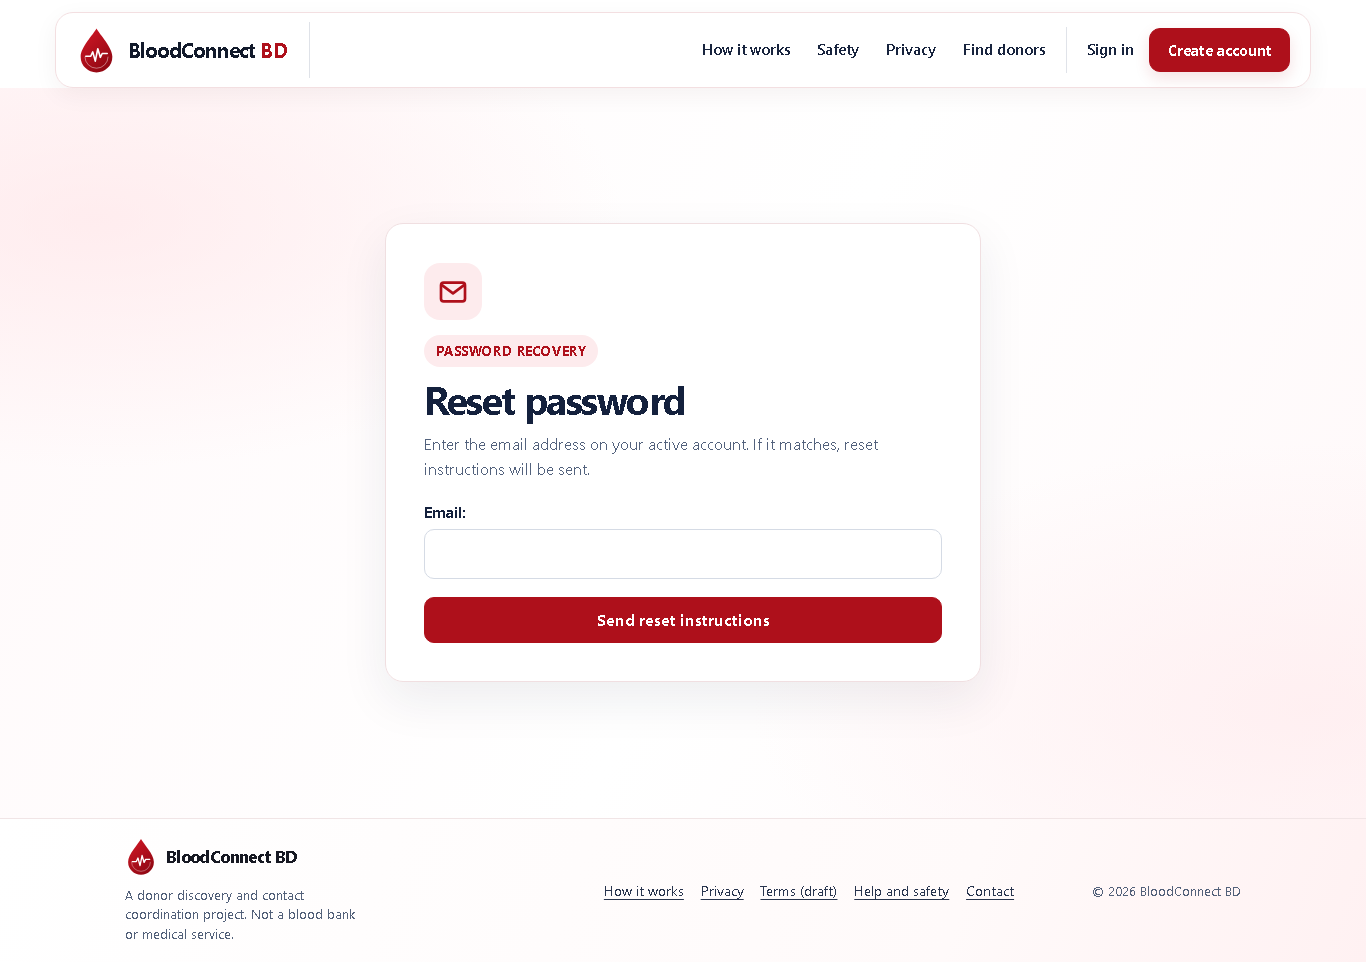 BloodConnect BD
How it works
Safety
Privacy
Find donors
Sign in
Create account
PASSWORD RECOVERY
Reset password
Enter the email address on your active account. If it matches, reset
instructions will be sent.
Email:
Send reset instructions
BloodConnect BD
A donor discovery and contact
coordination project. Not a blood bank
or medical service.
How it works
Privacy
Terms (draft)
Help and safety
Contact
© 2026 BloodConnect BD